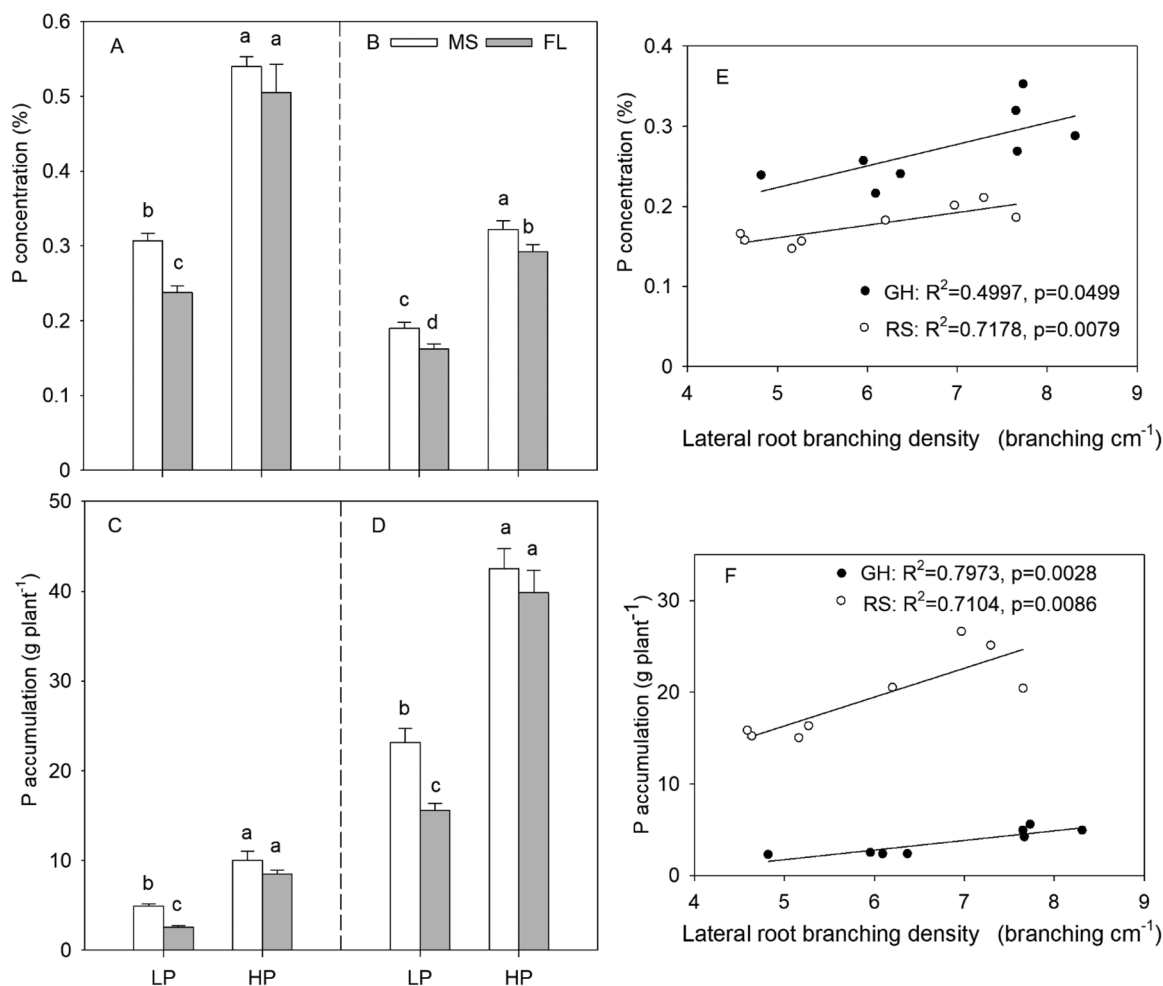 A
B MS FL
a a
b
c
a
b
c
d
0.6
0.5
0.4
0.3
0.2
0.1
0
P concentration (%)
C
D
b
c
a a
b
c
a
a
50
40
30
20
10
0
P accumulation (g plant⁻¹)
LP HP LP HP
E
0.4
0.3
0.2
0.1
0
P concentration (%)
GH: R²=0.4997, p=0.0499
RS: R²=0.7178, p=0.0079
4 5 6 7 8 9
Lateral root branching density (branching cm⁻¹)
F
GH: R²=0.7973, p=0.0028
RS: R²=0.7104, p=0.0086
30
20
10
0
P accumulation (g plant⁻¹)
4 5 6 7 8 9
Lateral root branching density (branching cm⁻¹)